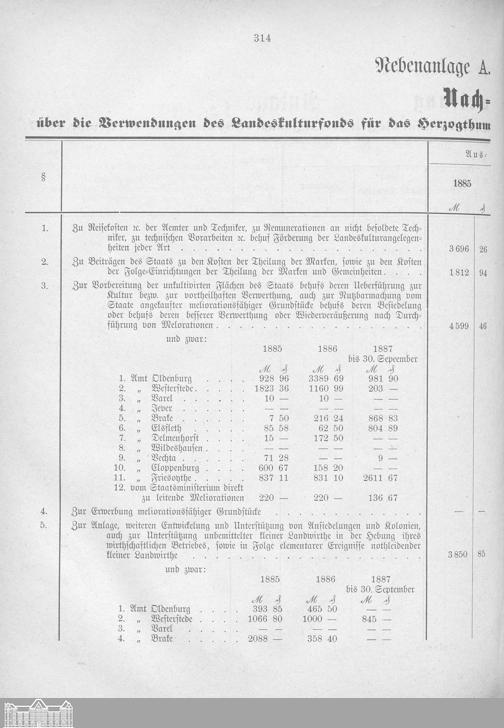 314
Nebenanlage A.
Nach-
über die Verwendungen des Landeskulturfonds für das Herzogthum
§
Aus-
1885
M ₰
1. Zu Reisekosten ꝛc. der Aemter und Techniker, zu Remunerationen an nicht besoldete Tech-
niker, zu technischen Vorarbeiten ꝛc. behuf Förderung der Landeskulturangelegen-
heiten jeder Art . . . . . . . . . . 3 696 26
2. Zu Beiträgen des Staats zu den Kosten der Theilung der Marken, sowie zu den Kosten
der Folge-Einrichtungen der Theilung der Marken und Gemeinheiten. . . . 1 812 94
3. Zur Vorbereitung der unkultivirten Flächen des Staats behufs deren Ueberführung zur
Kultur bezw. zur vortheilhaften Verwerthung, auch zur Nutzbarmachung vom
Staate angekaufter meliorationsfähiger Grundstücke behufs deren Besiedelung
oder behufs deren besserer Verwerthung oder Wiederveräußerung nach Durch-
führung von Meliorationen . . . . . . . . . . 4 599 46
und zwar:
1885 1886 1887
bis 30. September
M ₰ M ₰ M ₰
1. Amt Oldenburg . . . . 928 96 3389 69 981 90
2. „ Westerstede . . . . 1823 36 1160 99 203 —
3. „ Varel . . . . . 10 — 10 — — —
4. „ Jever . . . . . — — — — — —
5. „ Brake . . . . . 7 50 216 24 868 83
6. „ Elsfleth . . . . . 85 58 62 50 804 89
7. „ Delmenhorst . . . . 15 — 172 50 — —
8. „ Wildeshausen . . . . — — — — — —
9. „ Vechta . . . . . 71 28 — — 9 —
10. „ Cloppenburg . . . . 600 67 158 20 — —
11. „ Friesoythe . . . . 837 11 831 10 2611 67
12. vom Staatsministerium direkt
zu leitende Meliorationen 220 — 220 — 136 67
4. Zur Erwerbung meliorationsfähiger Grundstücke . . . . . . — —
5. Zur Anlage, weiteren Entwickelung und Unterstützung von Ansiedelungen und Kolonien,
auch zur Unterstützung unbemittelter kleiner Landwirthe in der Hebung ihres
wirthschaftlichen Betriebes, sowie in Folge elementarer Ereignisse nothleidender
kleiner Landwirthe . . . . . . . . . . 3 850 85
und zwar:
1885 1886 1887
bis 30. September
M ₰ M ₰ M ₰
1. Amt Oldenburg . . . . 393 85 465 50 — —
2. „ Westerstede . . . . 1066 80 1000 — 845 —
3. „ Varel . . . . . — — — — — —
4. „ Brake . . . . . 2088 — 358 40